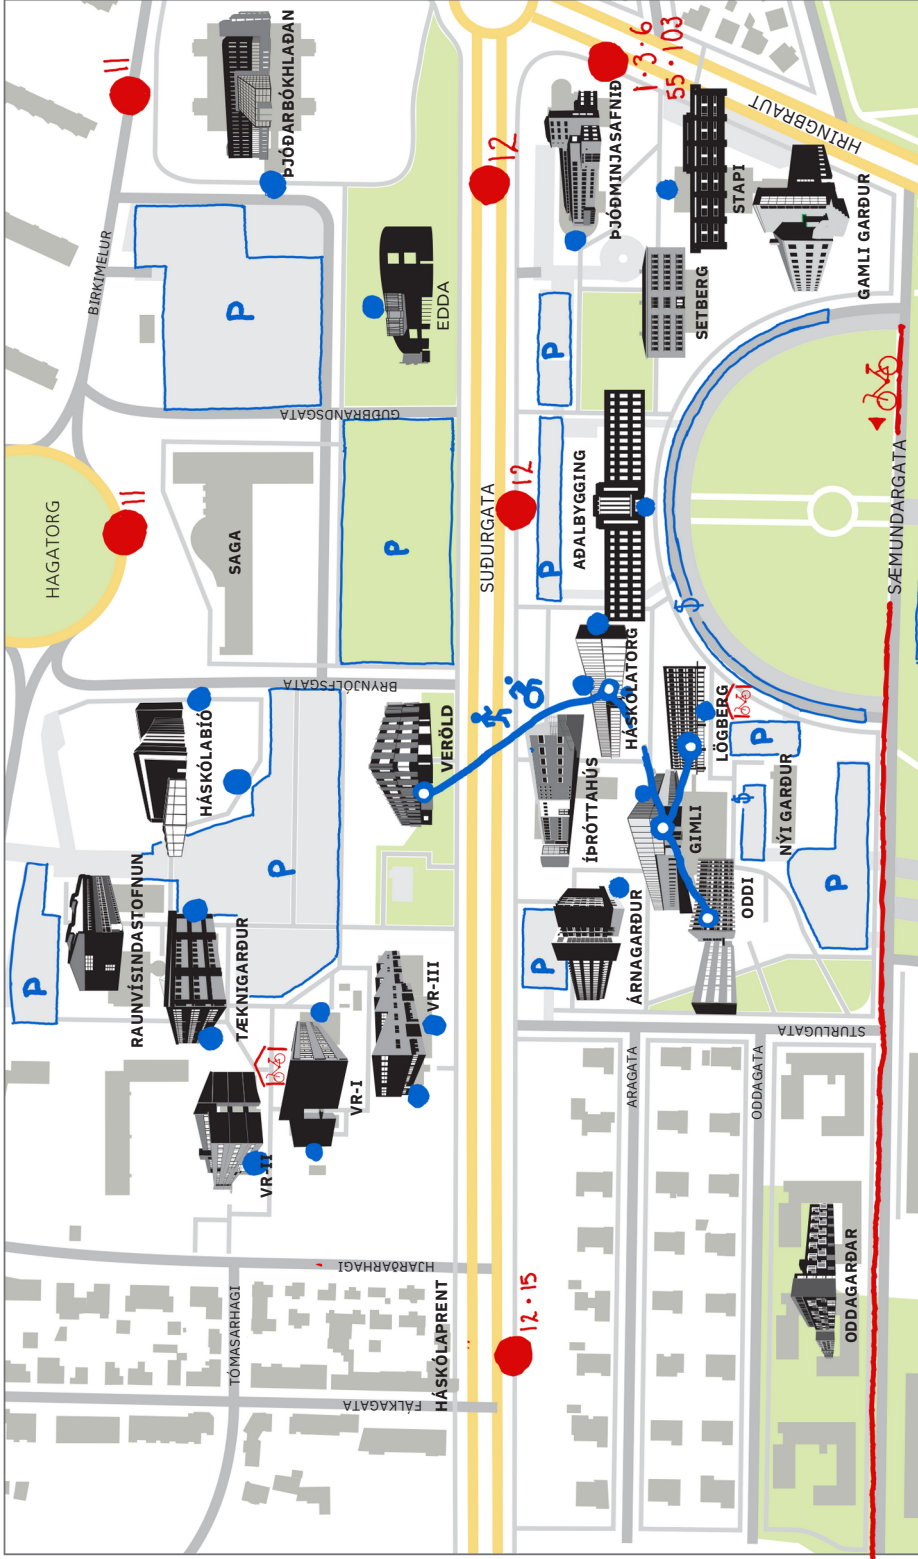 11
ÞJÓÐARBÓKHLAÐAN
BIRKIMELUR
P
EDDA
GUÐBRANDSGATA
12
1·3·6
55·103
ÞJÓÐMINJASAFNIÐ
HRINGBRAUT
STAPI
GAMLI GARÐUR
SETBERG
P
HAGATORG
11
SAGA
P
SUÐURGATA
12
P
AÐALBYGGING
SÆMUNDARGATA
$
BRYNJÓLFSGATA
HÁSKÓLABÍÓ
VERÖLD
HÁSKÓLATORG
LÖGBERG
P
ÍÞRÓTTAHÚS
GIMLI
$
NÝI GARÐUR
P
P
P
RAUNVÍSINDASTOFNUN
TÆKNIGARÐUR
P
ÁRNAGARÐUR
ODDI
VR-III
VR-I
VR-II
STURLUGATA
ARAGATA
ODDAGATA
HJARÐARHAGI
TÓMASARHAGI
HÁSKÓLAPRENT
FÁLKAGATA
12·15
ODDAGARÐAR